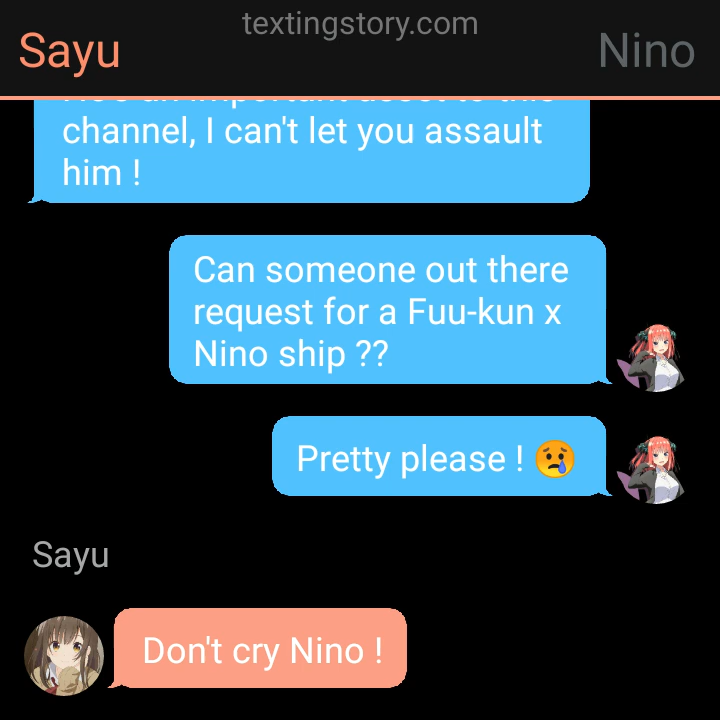 textingstory.com
Sayu
Nino
channel, I can't let you assault
him !
Can someone out there
request for a Fuu-kun x
Nino ship ??
Pretty please ! 😢
Sayu
Don't cry Nino !